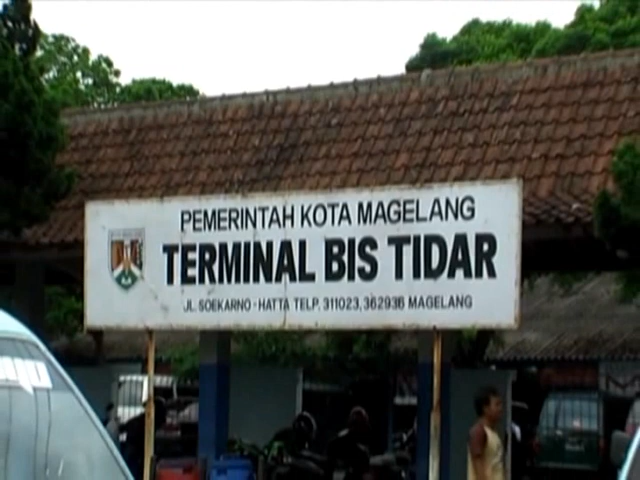 PEMERINTAH KOTA MAGELANG
TERMINAL BIS TIDAR
JL. SOEKARNO - HATTA TELP. 311023, 362936 MAGELANG